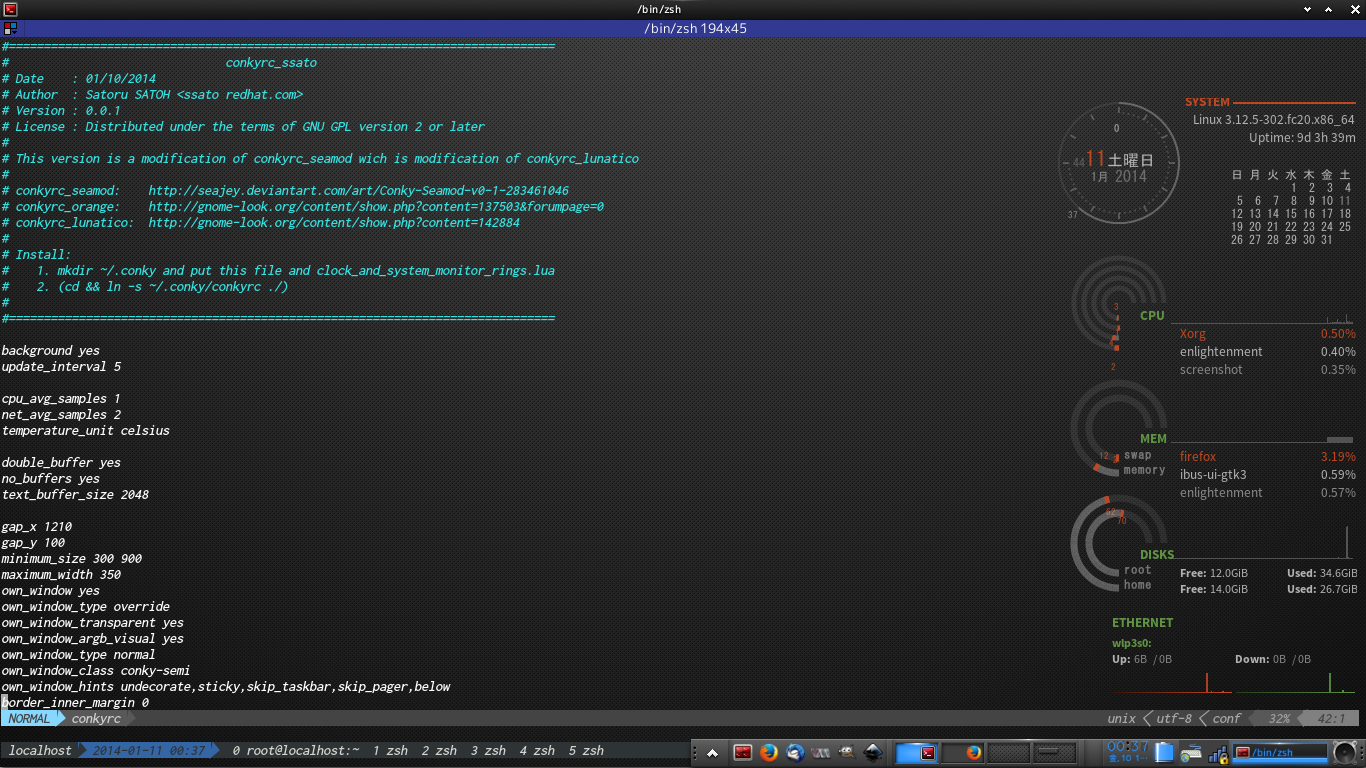 /bin/zsh
/bin/zsh 194x45
#==============================================================================
# conkyrc_ssato
# Date : 01/10/2014
# Author : Satoru SATOH <ssato redhat.com>
# Version : 0.0.1
# License : Distributed under the terms of GNU GPL version 2 or later
#
# This version is a modification of conkyrc_seamod wich is modification of conkyrc_lunatico
#
# conkyrc_seamod: http://seajey.deviantart.com/art/Conky-Seamod-v0-1-283461046
# conkyrc_orange: http://gnome-look.org/content/show.php?content=137503&forumpage=0
# conkyrc_lunatico: http://gnome-look.org/content/show.php?content=142884
#
# Install:
# 1. mkdir ~/.conky and put this file and clock_and_system_monitor_rings.lua
# 2. (cd && ln -s ~/.conky/conkyrc ./)
#
#==============================================================================
background yes
update_interval 5
cpu_avg_samples 1
net_avg_samples 2
temperature_unit celsius
double_buffer yes
no_buffers yes
text_buffer_size 2048
gap_x 1210
gap_y 100
minimum_size 300 900
maximum_width 350
own_window yes
own_window_type override
own_window_transparent yes
own_window_argb_visual yes
own_window_type normal
own_window_class conky-semi
own_window_hints undecorate,sticky,skip_taskbar,skip_pager,below
border_inner_margin 0
NORMAL conkyrc
unix utf-8 conf 32% 42:1
localhost 2014-01-11 00:37 0 root@localhost:~ 1 zsh 2 zsh 3 zsh 4 zsh 5 zsh
SYSTEM
Linux 3.12.5-302.fc20.x86_64
Uptime: 9d 3h 39m
0
44 11 土曜日
1月 2014
37
日 月 火 水 木 金 土
1 2 3 4
5 6 7 8 9 10 11
12 13 14 15 16 17 18
19 20 21 22 23 24 25
26 27 28 29 30 31
3
2
CPU
Xorg 0.50%
enlightenment 0.40%
screenshot 0.35%
MEM
12
swap
memory
firefox 3.19%
ibus-ui-gtk3 0.59%
enlightenment 0.57%
70
DISKS
root
home
Free: 12.0GiB Used: 34.6GiB
Free: 14.0GiB Used: 26.7GiB
ETHERNET
wlp3s0:
Up: 6B / 0B Down: 0B / 0B
00:37
金, 10 1…
/bin/zsh